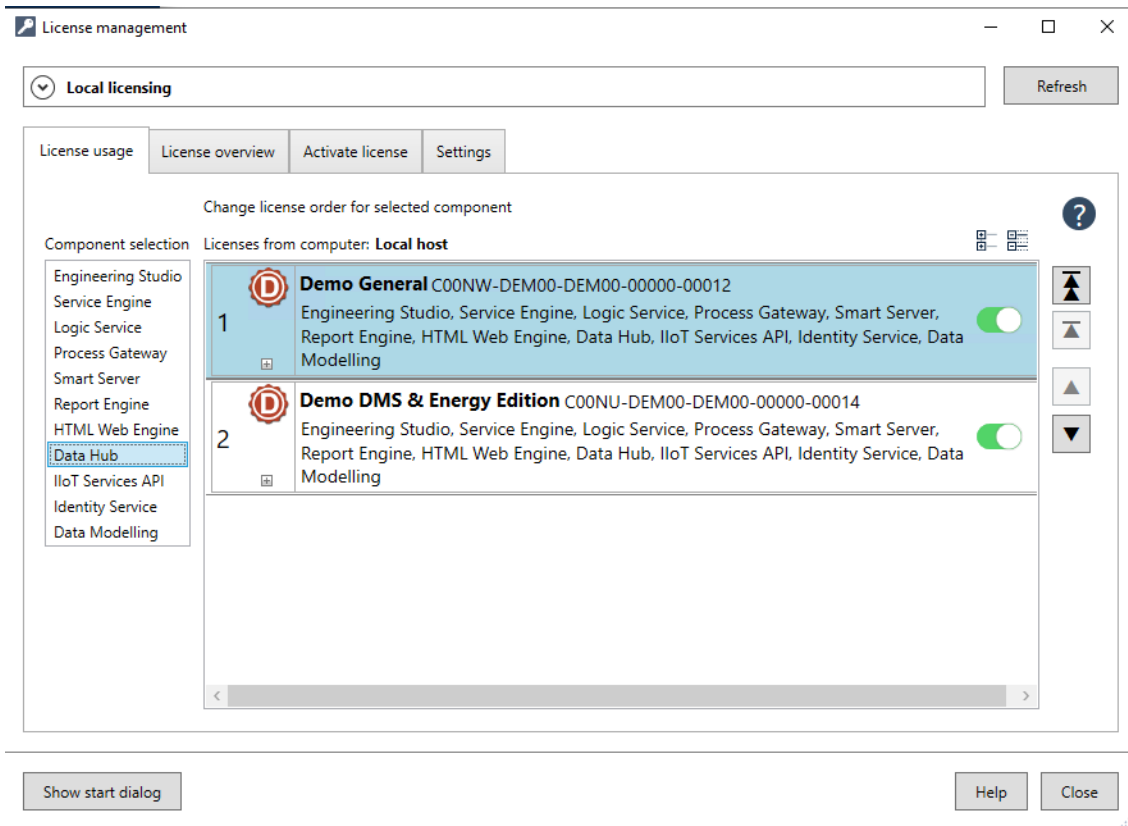 License management
Local licensing
Refresh
License usage
License overview
Activate license
Settings
Change license order for selected component
?
Component selection
Licenses from computer: Local host
Engineering Studio
Service Engine
Logic Service
Process Gateway
Smart Server
Report Engine
HTML Web Engine
Data Hub
IIoT Services API
Identity Service
Data Modelling
1
D
Demo General C00NW-DEM00-DEM00-00000-00012
Engineering Studio, Service Engine, Logic Service, Process Gateway, Smart Server,
Report Engine, HTML Web Engine, Data Hub, IIoT Services API, Identity Service, Data
Modelling
2
D
Demo DMS & Energy Edition C00NU-DEM00-DEM00-00000-00014
Engineering Studio, Service Engine, Logic Service, Process Gateway, Smart Server,
Report Engine, HTML Web Engine, Data Hub, IIoT Services API, Identity Service, Data
Modelling
Show start dialog
Help
Close